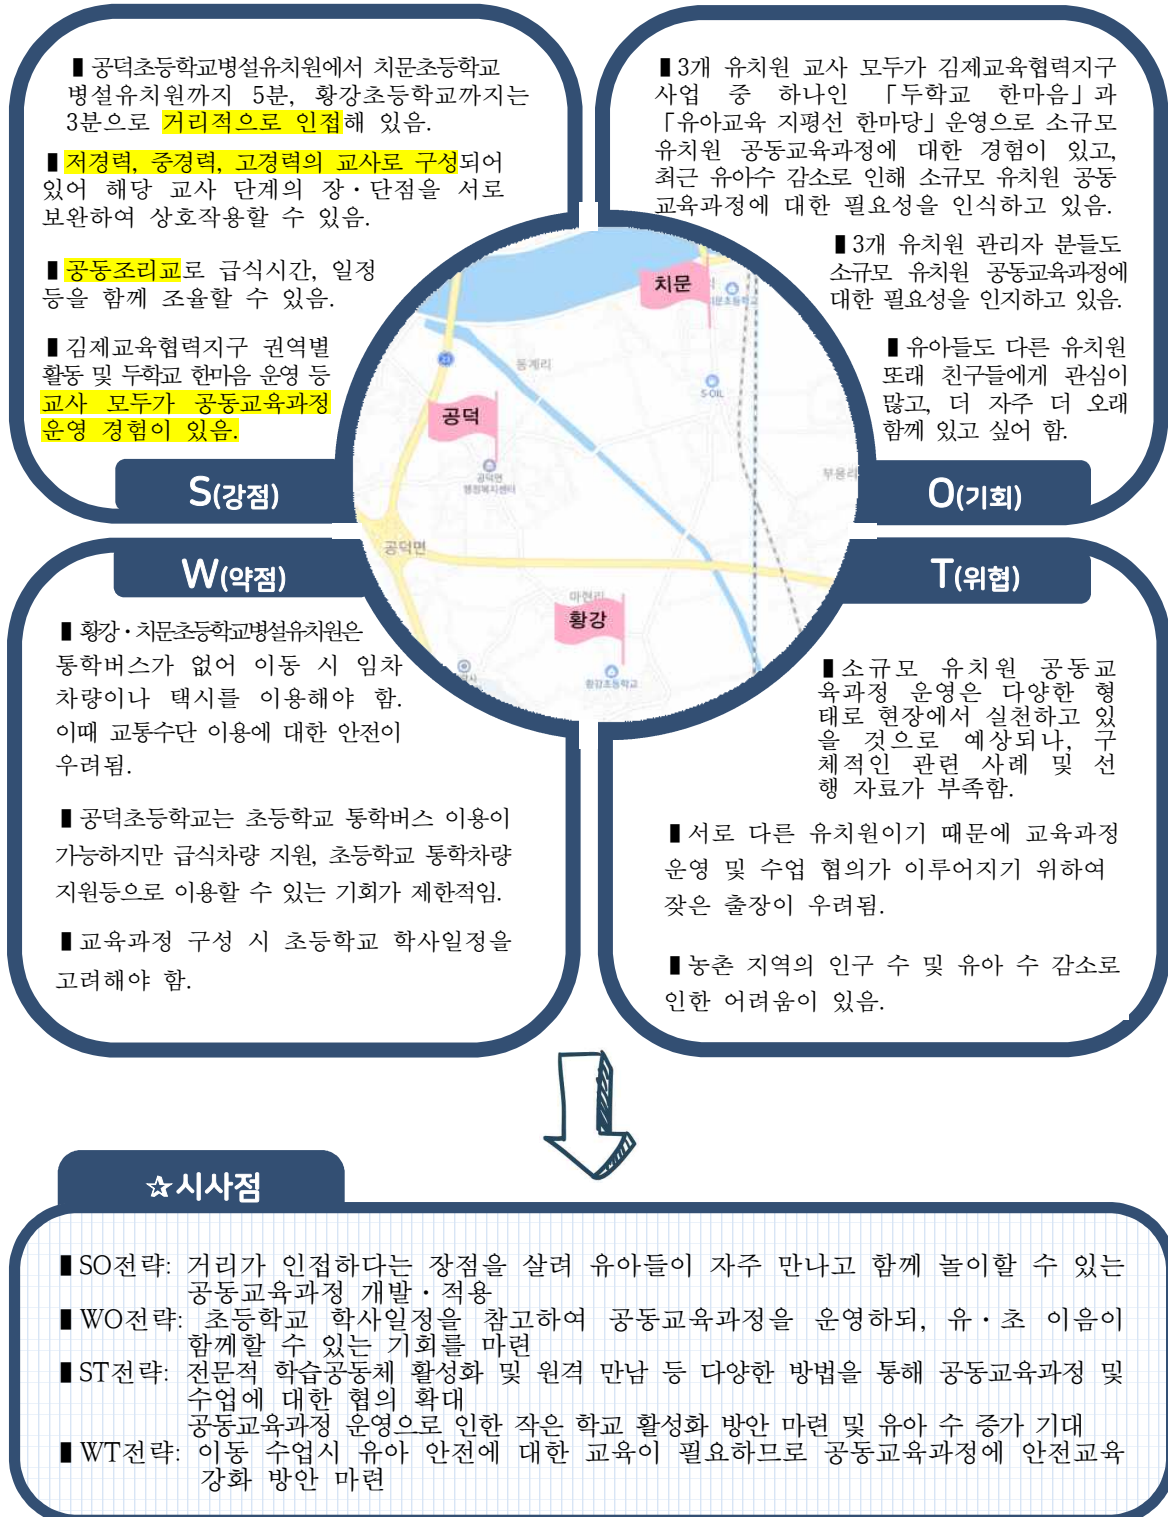 ▮ 공덕초등학교병설유치원에서 치문초등학교
병설유치원까지 5분, 황강초등학교까지는
3분으로 거리적으로 인접해 있음.
▮ 저경력, 중경력, 고경력의 교사로 구성되어
있어 해당 교사 단계의 장·단점을 서로
보완하여 상호작용할 수 있음.
▮ 공동조리교로 급식시간, 일정
등을 함께 조율할 수 있음.
▮ 김제교육협력지구 권역별
활동 및 두학교 한마음 운영 등
교사 모두가 공동교육과정
운영 경험이 있음.
S(강점)
▮ 3개 유치원 교사 모두가 김제교육협력지구
사업 중 하나인 「두학교 한마음」과
「유아교육 지평선 한마당」 운영으로 소규모
유치원 공동교육과정에 대한 경험이 있고,
최근 유아수 감소로 인해 소규모 유치원 공동
교육과정에 대한 필요성을 인식하고 있음.
▮ 3개 유치원 관리자 분들도
소규모 유치원 공동교육과정에
대한 필요성을 인지하고 있음.
▮ 유아들도 다른 유치원
또래 친구들에게 관심이
많고, 더 자주 더 오래
함께 있고 싶어 함.
O(기회)
치문
치문초등학교
동계리
23
S-OIL
공덕
공덕면
행정복지센터
부용리
공덕면
마현리
황강
황강초등학교
W(약점)
▮ 황강·치문초등학교병설유치원은
통학버스가 없어 이동 시 임차
차량이나 택시를 이용해야 함.
이때 교통수단 이용에 대한 안전이
우려됨.
▮ 공덕초등학교는 초등학교 통학버스 이용이
가능하지만 급식차량 지원, 초등학교 통학차량
지원등으로 이용할 수 있는 기회가 제한적임.
▮ 교육과정 구성 시 초등학교 학사일정을
고려해야 함.
T(위협)
▮ 소규모 유치원 공동교
육과정 운영은 다양한 형
태로 현장에서 실천하고 있
을 것으로 예상되나, 구
체적인 관련 사례 및 선
행 자료가 부족함.
▮ 서로 다른 유치원이기 때문에 교육과정
운영 및 수업 협의가 이루어지기 위하여
잦은 출장이 우려됨.
▮ 농촌 지역의 인구 수 및 유아 수 감소로
인한 어려움이 있음.
☆시사점
▮ SO전략: 거리가 인접하다는 장점을 살려 유아들이 자주 만나고 함께 놀이할 수 있는
공동교육과정 개발·적용
▮ WO전략: 초등학교 학사일정을 참고하여 공동교육과정을 운영하되, 유·초 이음이
함께할 수 있는 기회를 마련
▮ ST전략: 전문적 학습공동체 활성화 및 원격 만남 등 다양한 방법을 통해 공동교육과정 및
수업에 대한 협의 확대
공동교육과정 운영으로 인한 작은 학교 활성화 방안 마련 및 유아 수 증가 기대
▮ WT전략: 이동 수업시 유아 안전에 대한 교육이 필요하므로 공동교육과정에 안전교육
강화 방안 마련